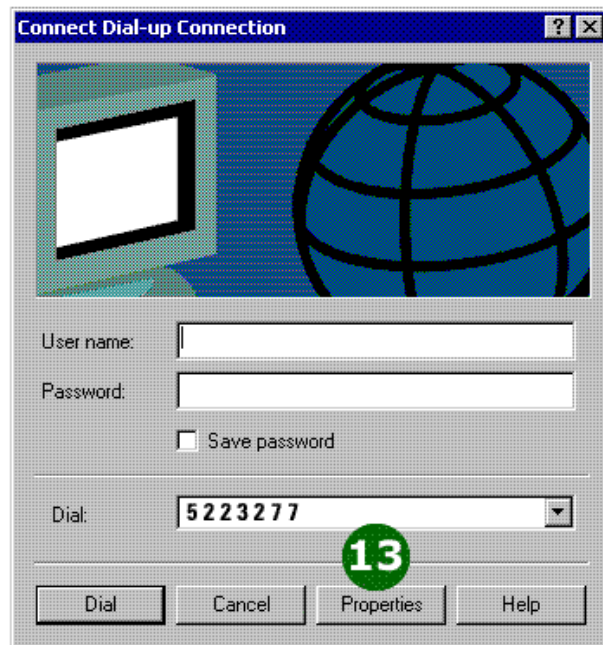 Connect Dial-up Connection
User name:
Password:
Save password
Dial: 5223277
13
Dial Cancel Properties Help